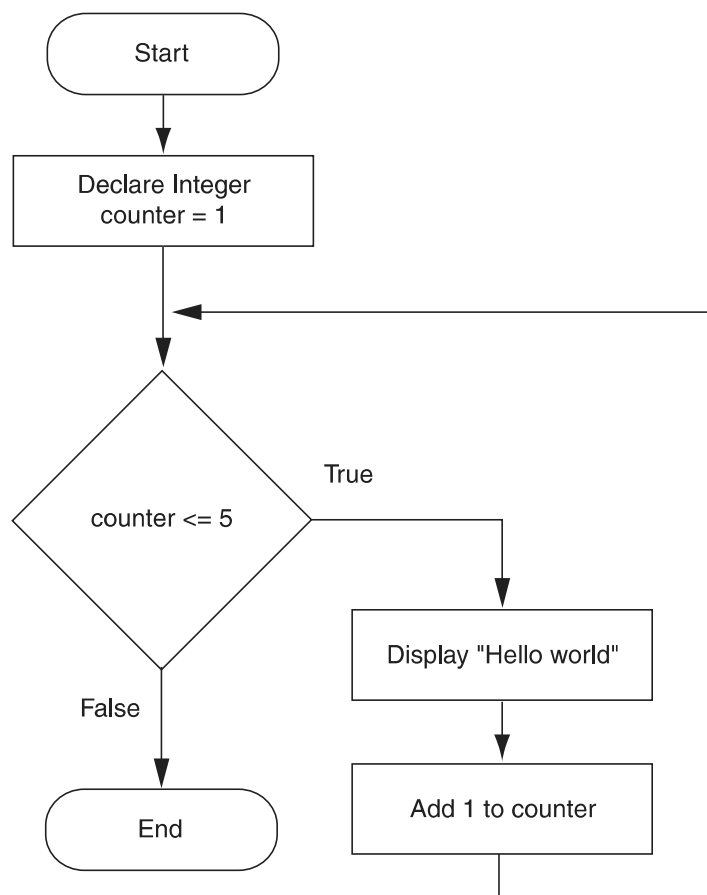 Start
Declare Integer
counter = 1
counter <= 5
True
Display "Hello world"
Add 1 to counter
False
End